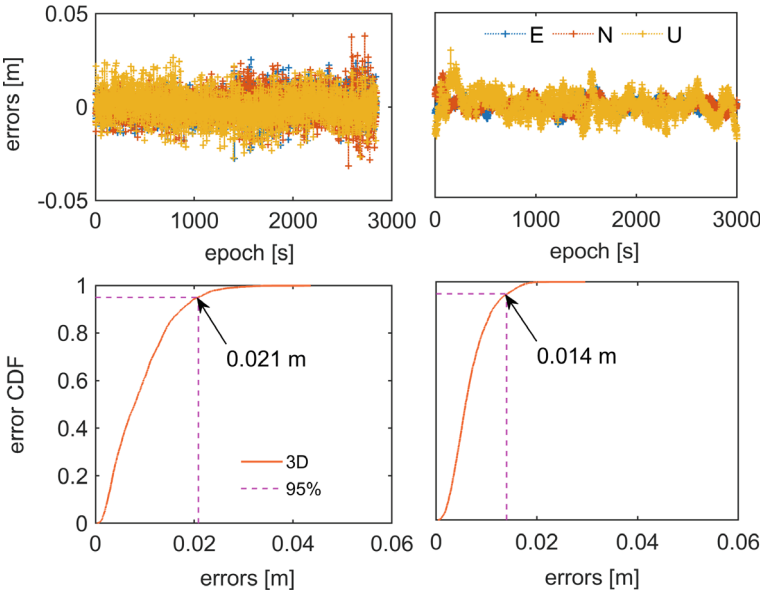 0.05
0
-0.05
errors [m]
0 1000 2000 3000
epoch [s]
E N U
0 1000 2000 3000
epoch [s]
1
0.8
0.6
0.4
0.2
0
error CDF
0.021 m
3D
95%
0 0.02 0.04 0.06
errors [m]
0.014 m
0 0.02 0.04 0.06
errors [m]